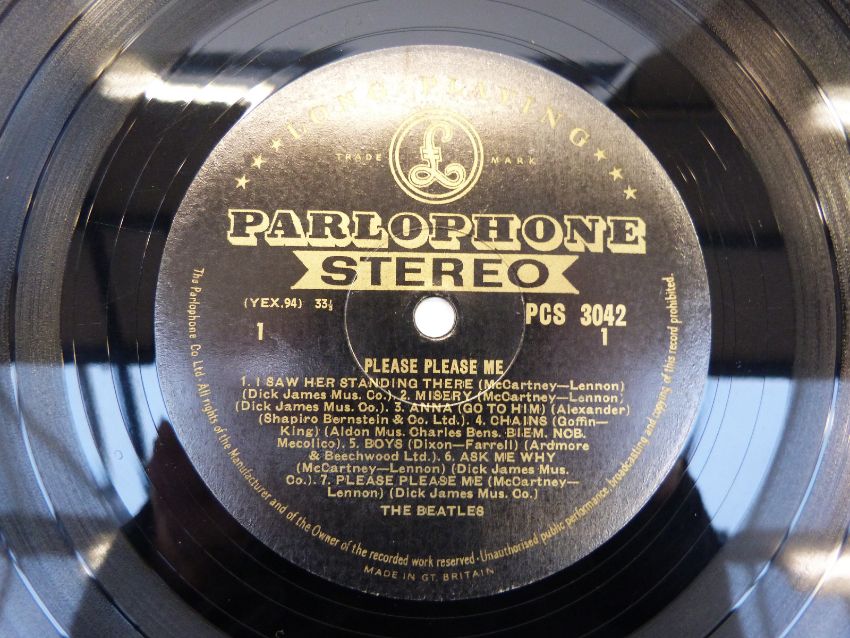 ★ ★ ★ LONG PLAYING ★ ★ ★
TRADE £ MARK
PARLOPHONE
STEREO
(YEX.94) 33⅓
PCS 3042
1
1
PLEASE PLEASE ME
1. I SAW HER STANDING THERE (McCartney—Lennon)
(Dick James Mus. Co.). 2. MISERY (McCartney—Lennon)
(Dick James Mus. Co.). 3. ANNA (GO TO HIM) (Alexander)
(Shapiro Bernstein & Co. Ltd.). 4. CHAINS (Goffin—
King) (Aldon Mus. Charles Bens. BIEM. NCB.
Mecolico). 5. BOYS (Dixon—Farrell) (Ardmore
& Beechwood Ltd.). 6. ASK ME WHY
(McCartney—Lennon) (Dick James Mus.
Co.). 7. PLEASE PLEASE ME (McCartney—
Lennon) (Dick James Mus. Co.)
THE BEATLES
The Parlophone Co Ltd. All rights of the Manufacturer and of the Owner of the recorded work reserved. Unauthorised public performance, broadcasting and copying of this record prohibited.
MADE IN GT. BRITAIN